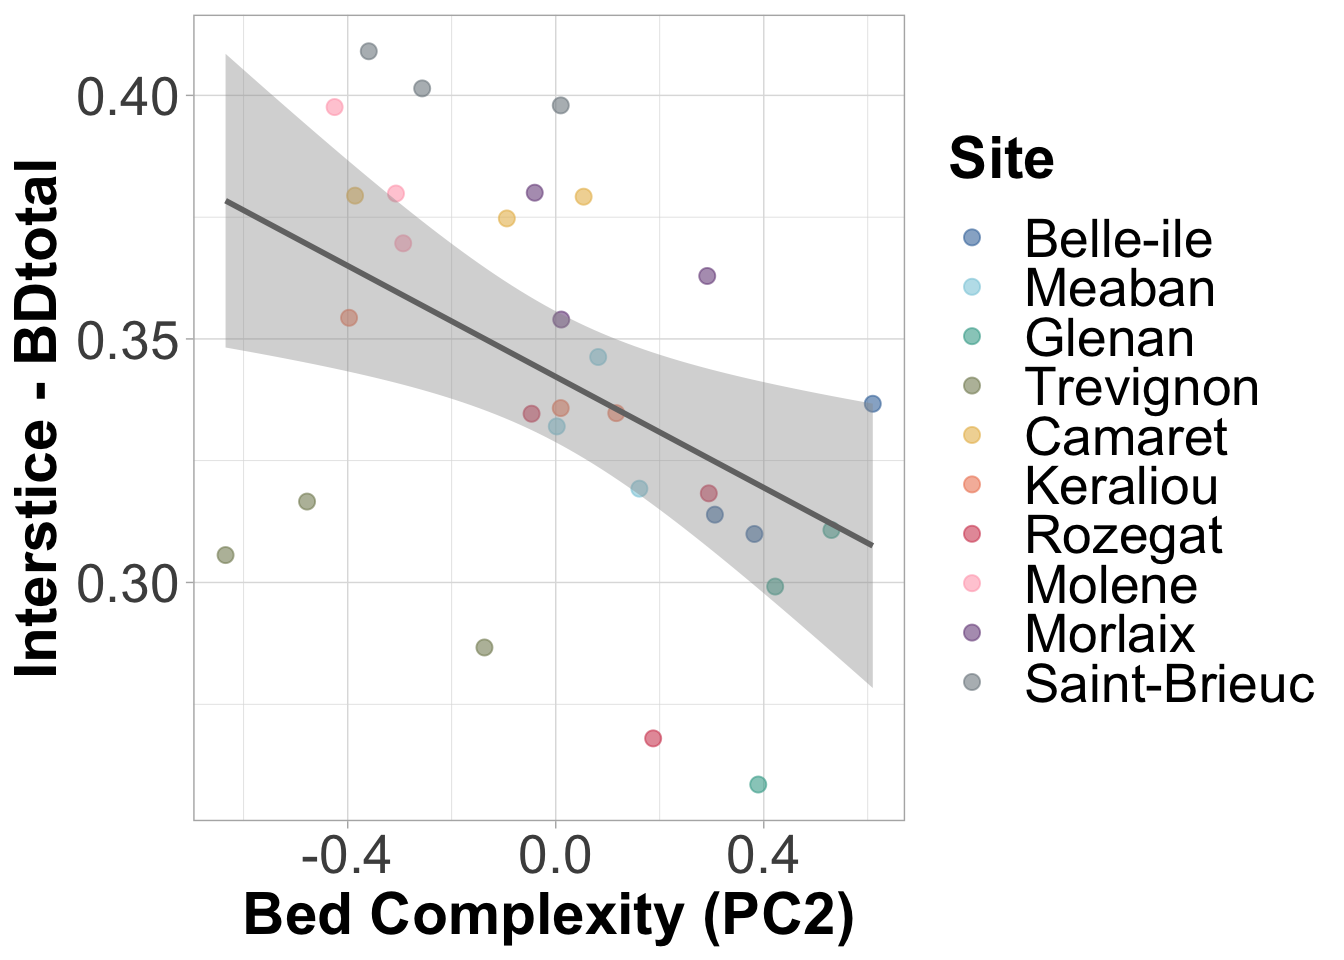 Interstice - BDtotal
0.40
0.35
0.30
-0.4 0.0 0.4
Bed Complexity (PC2)
Site
Belle-ile
Meaban
Glenan
Trevignon
Camaret
Keraliou
Rozegat
Molene
Morlaix
Saint-Brieuc